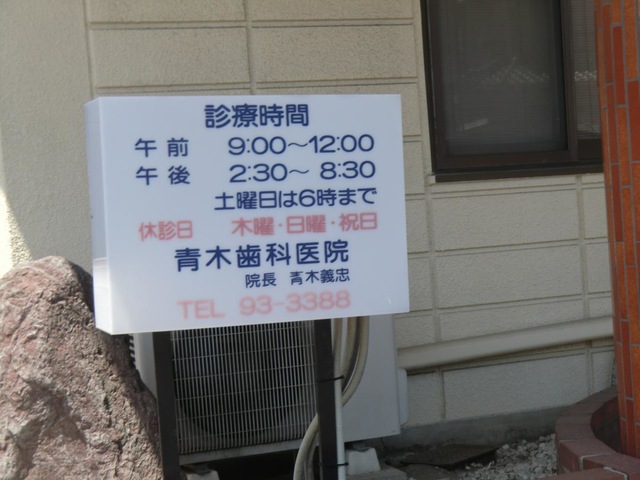 診療時間
午前 9:00〜12:00
午後 2:30〜 8:30
土曜日は6時まで
休診日 木曜・日曜・祝日
青木歯科医院
院長 青木義忠
TEL 93-3388